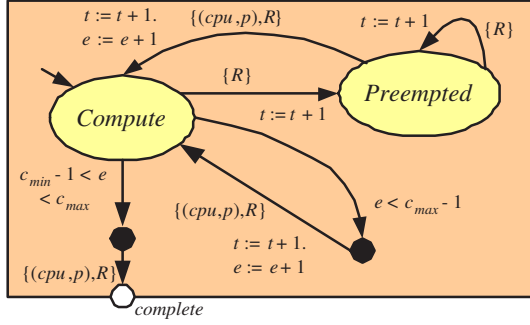 t := t + 1.
e := e + 1
{(cpu, p), R}
t := t + 1
{R}
{R}
Preempted
Compute
t := t + 1
c_min - 1 < e
< c_max
{(cpu, p), R}
e < c_max - 1
t := t + 1.
e := e + 1
{(cpu, p), R}
complete